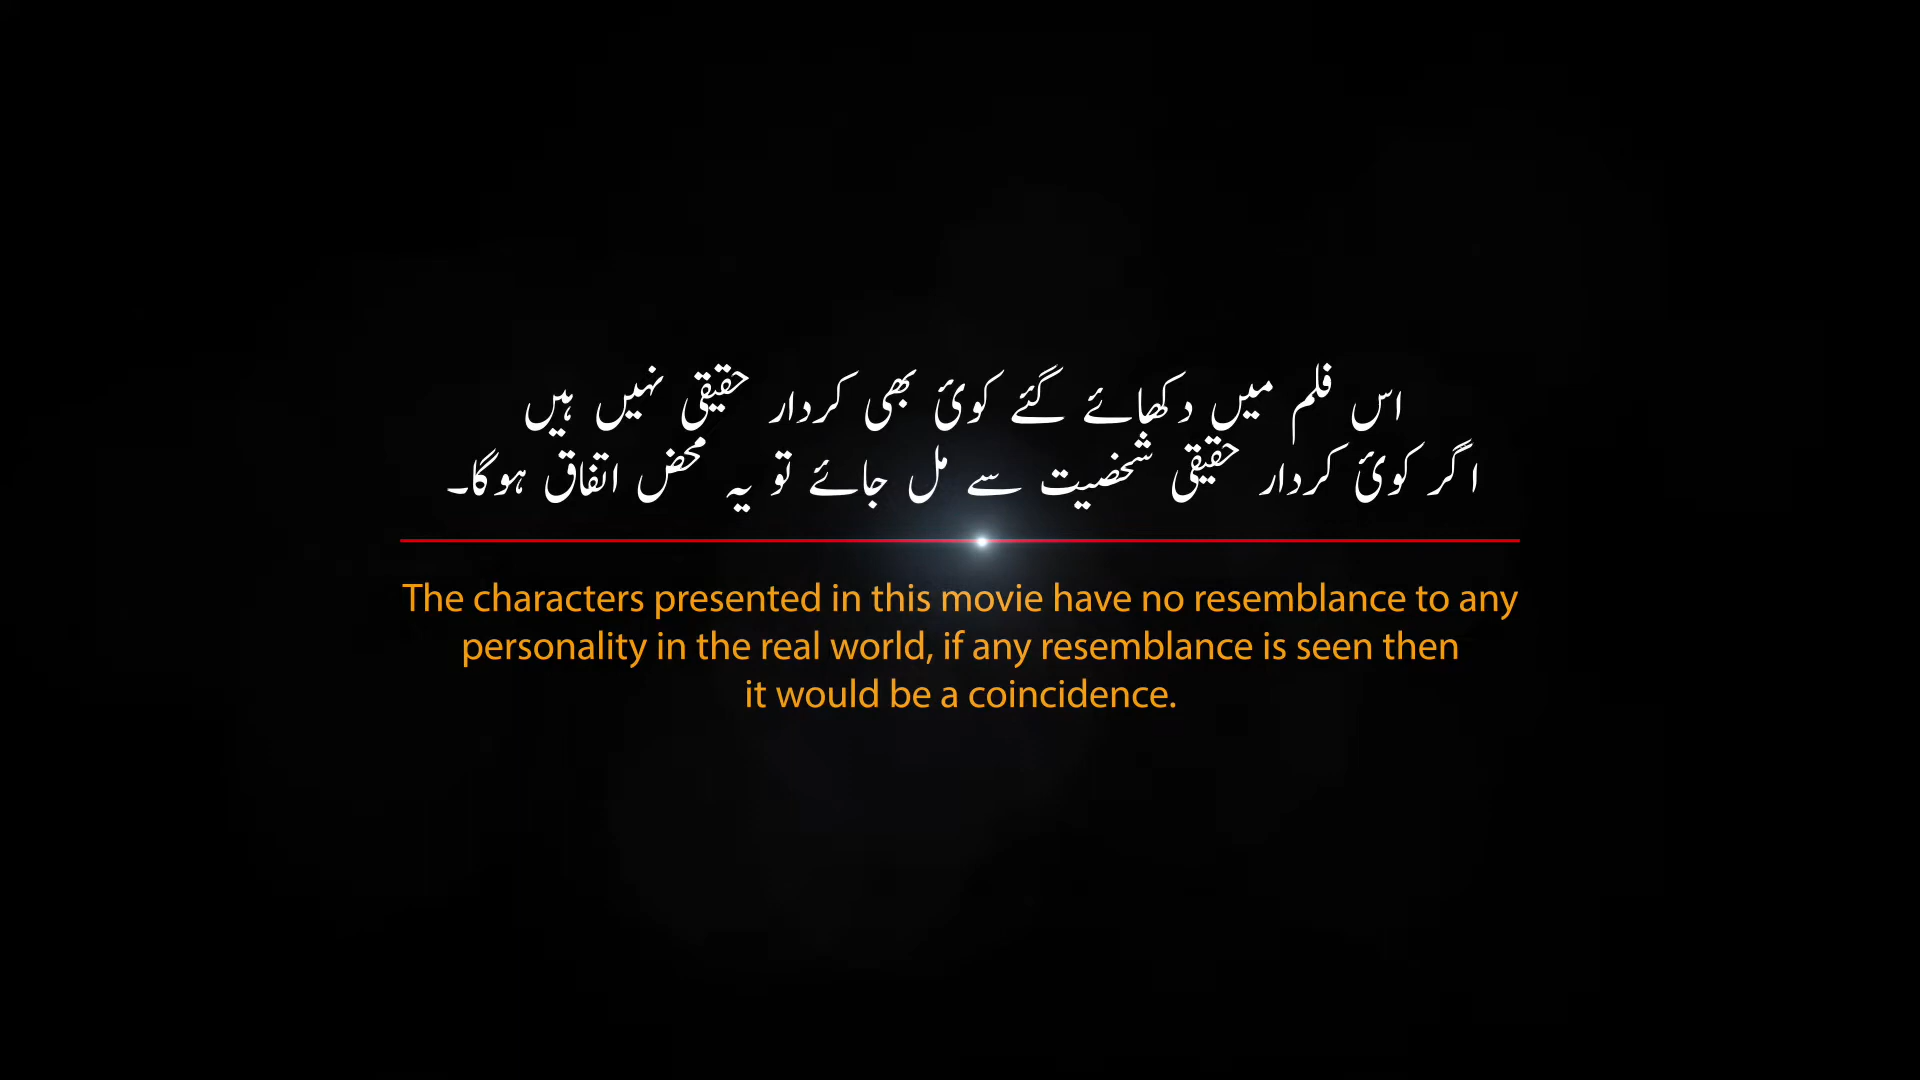 اس فلم میں دکھائے گئے کوئ بھی کردار حقیقی نہیں ہیں
اگر کوئ کردار حقیقی شخصیت سے مل جائے تو یہ محض اتفاق ہوگا۔
The characters presented in this movie have no resemblance to any
personality in the real world, if any resemblance is seen then
it would be a coincidence.